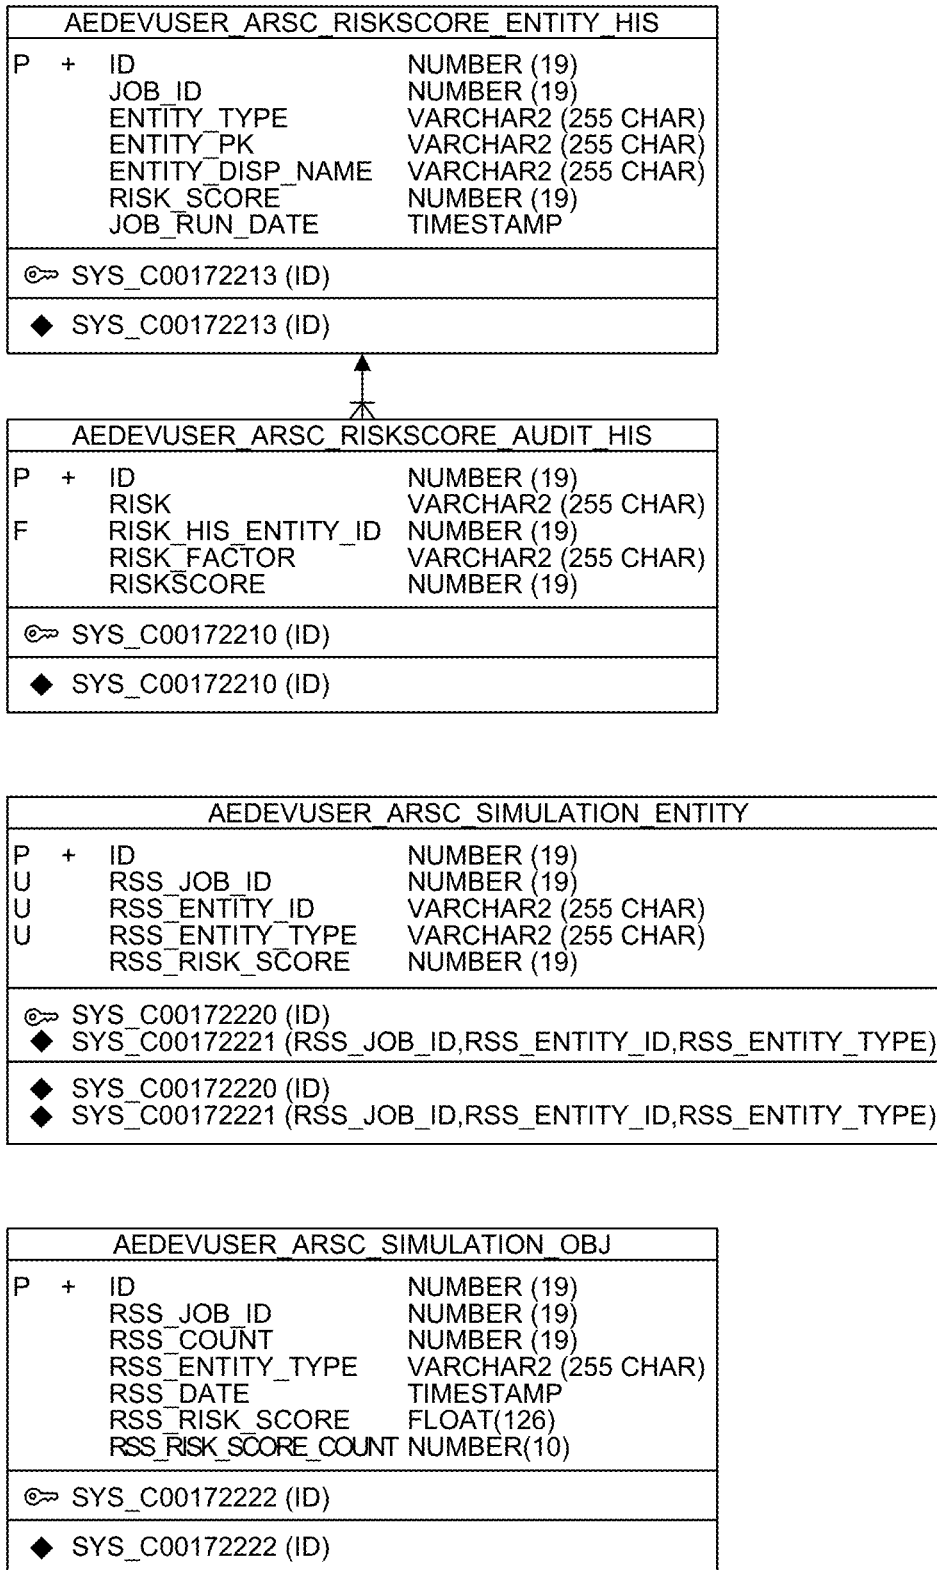 AEDEVUSER_ARSC_RISKSCORE_ENTITY_HIS
P + ID NUMBER (19)
JOB_ID NUMBER (19)
ENTITY_TYPE VARCHAR2 (255 CHAR)
ENTITY_PK VARCHAR2 (255 CHAR)
ENTITY_DISP_NAME VARCHAR2 (255 CHAR)
RISK_SCORE NUMBER (19)
JOB_RUN_DATE TIMESTAMP
SYS_C00172213 (ID)
SYS_C00172213 (ID)
AEDEVUSER_ARSC_RISKSCORE_AUDIT_HIS
P + ID NUMBER (19)
RISK VARCHAR2 (255 CHAR)
F RISK_HIS_ENTITY_ID NUMBER (19)
RISK_FACTOR VARCHAR2 (255 CHAR)
RISKSCORE NUMBER (19)
SYS_C00172210 (ID)
SYS_C00172210 (ID)
AEDEVUSER_ARSC_SIMULATION_ENTITY
P + ID NUMBER (19)
U RSS_JOB_ID NUMBER (19)
U RSS_ENTITY_ID VARCHAR2 (255 CHAR)
U RSS_ENTITY_TYPE VARCHAR2 (255 CHAR)
RSS_RISK_SCORE NUMBER (19)
SYS_C00172220 (ID)
SYS_C00172221 (RSS_JOB_ID,RSS_ENTITY_ID,RSS_ENTITY_TYPE)
SYS_C00172220 (ID)
SYS_C00172221 (RSS_JOB_ID,RSS_ENTITY_ID,RSS_ENTITY_TYPE)
AEDEVUSER_ARSC_SIMULATION_OBJ
P + ID NUMBER (19)
RSS_JOB_ID NUMBER (19)
RSS_COUNT NUMBER (19)
RSS_ENTITY_TYPE VARCHAR2 (255 CHAR)
RSS_DATE TIMESTAMP
RSS_RISK_SCORE FLOAT(126)
RSS_RISK_SCORE_COUNT NUMBER(10)
SYS_C00172222 (ID)
SYS_C00172222 (ID)